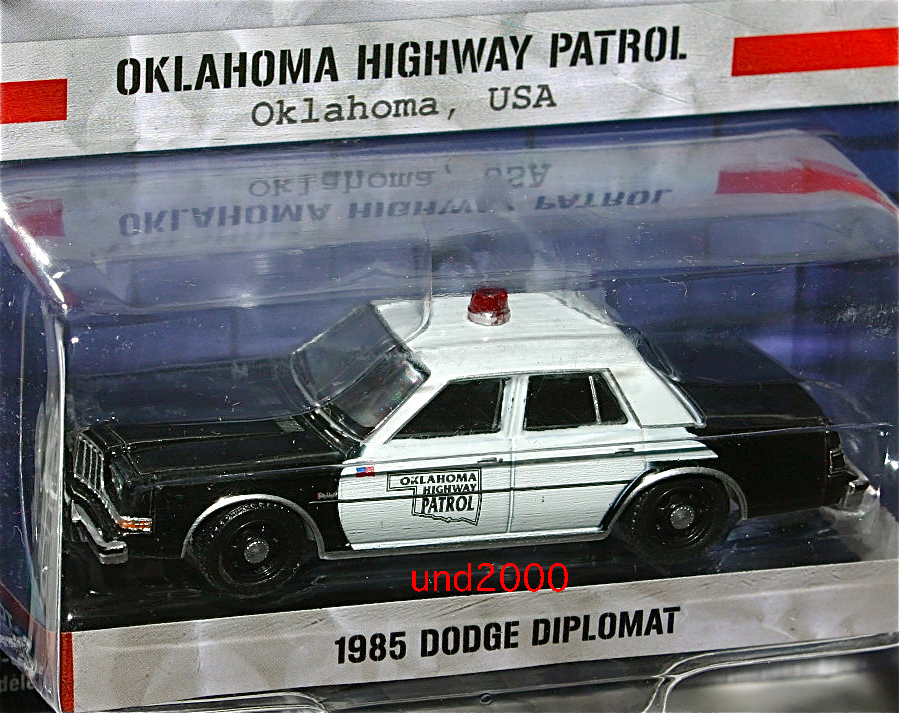 OKLAHOMA HIGHWAY PATROL
Oklahoma, USA
OKLAHOMA
HIGHWAY
PATROL
und2000
1985 DODGE DIPLOMAT